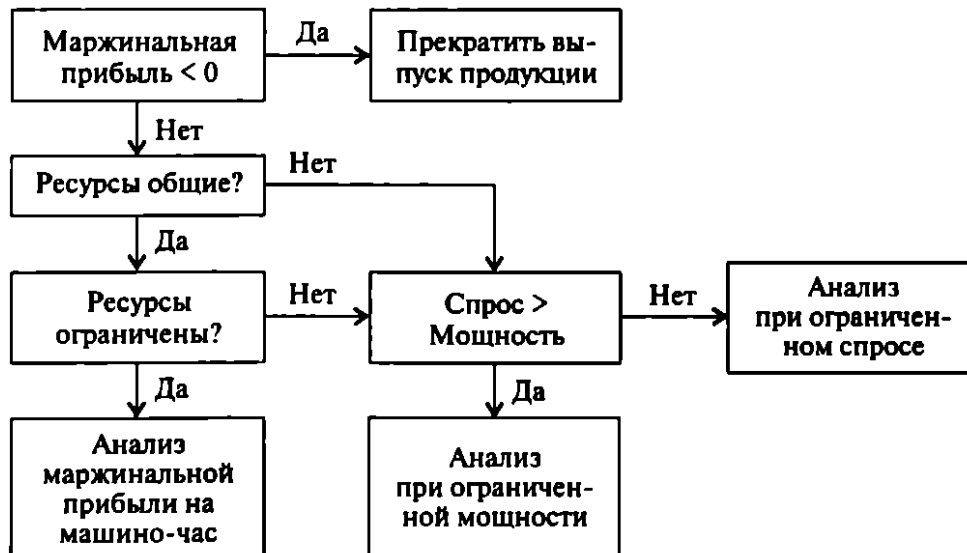 Маржинальная
прибыль < 0
Да
Прекратить вы-
пуск продукции
Нет
Ресурсы общие?
Нет
Да
Ресурсы
ограничены?
Нет
Спрос >
Мощность
Нет
Анализ
при ограничен-
ном спросе
Да
Да
Анализ
маржинальной
прибыли на
машино-час
Анализ
при ограничен-
ной мощности